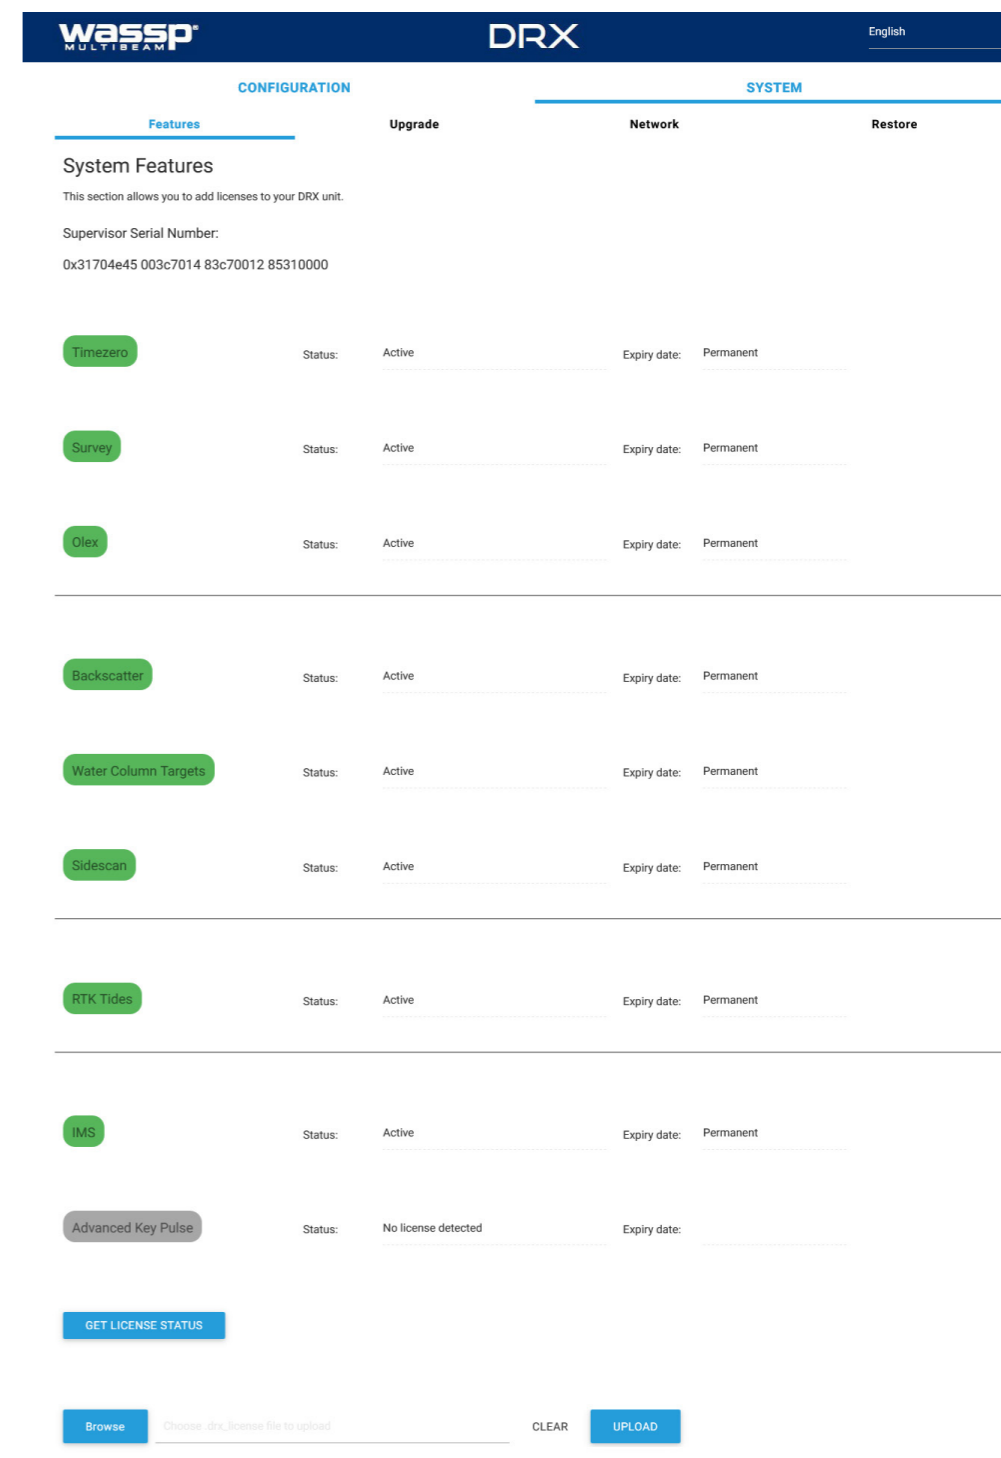 wassp®
MULTIBEAM
DRX
English
CONFIGURATION SYSTEM
Features Upgrade Network Restore
System Features
This section allows you to add licenses to your DRX unit.
Supervisor Serial Number:
0x31704e45 003c7014 83c70012 85310000
Timezero Status: Active Expiry date: Permanent
Survey Status: Active Expiry date: Permanent
Olex Status: Active Expiry date: Permanent
Backscatter Status: Active Expiry date: Permanent
Water Column Targets Status: Active Expiry date: Permanent
Sidescan Status: Active Expiry date: Permanent
RTK Tides Status: Active Expiry date: Permanent
IMS Status: Active Expiry date: Permanent
Advanced Key Pulse Status: No license detected Expiry date:
GET LICENSE STATUS
Browse Choose .drx_license file to upload CLEAR UPLOAD